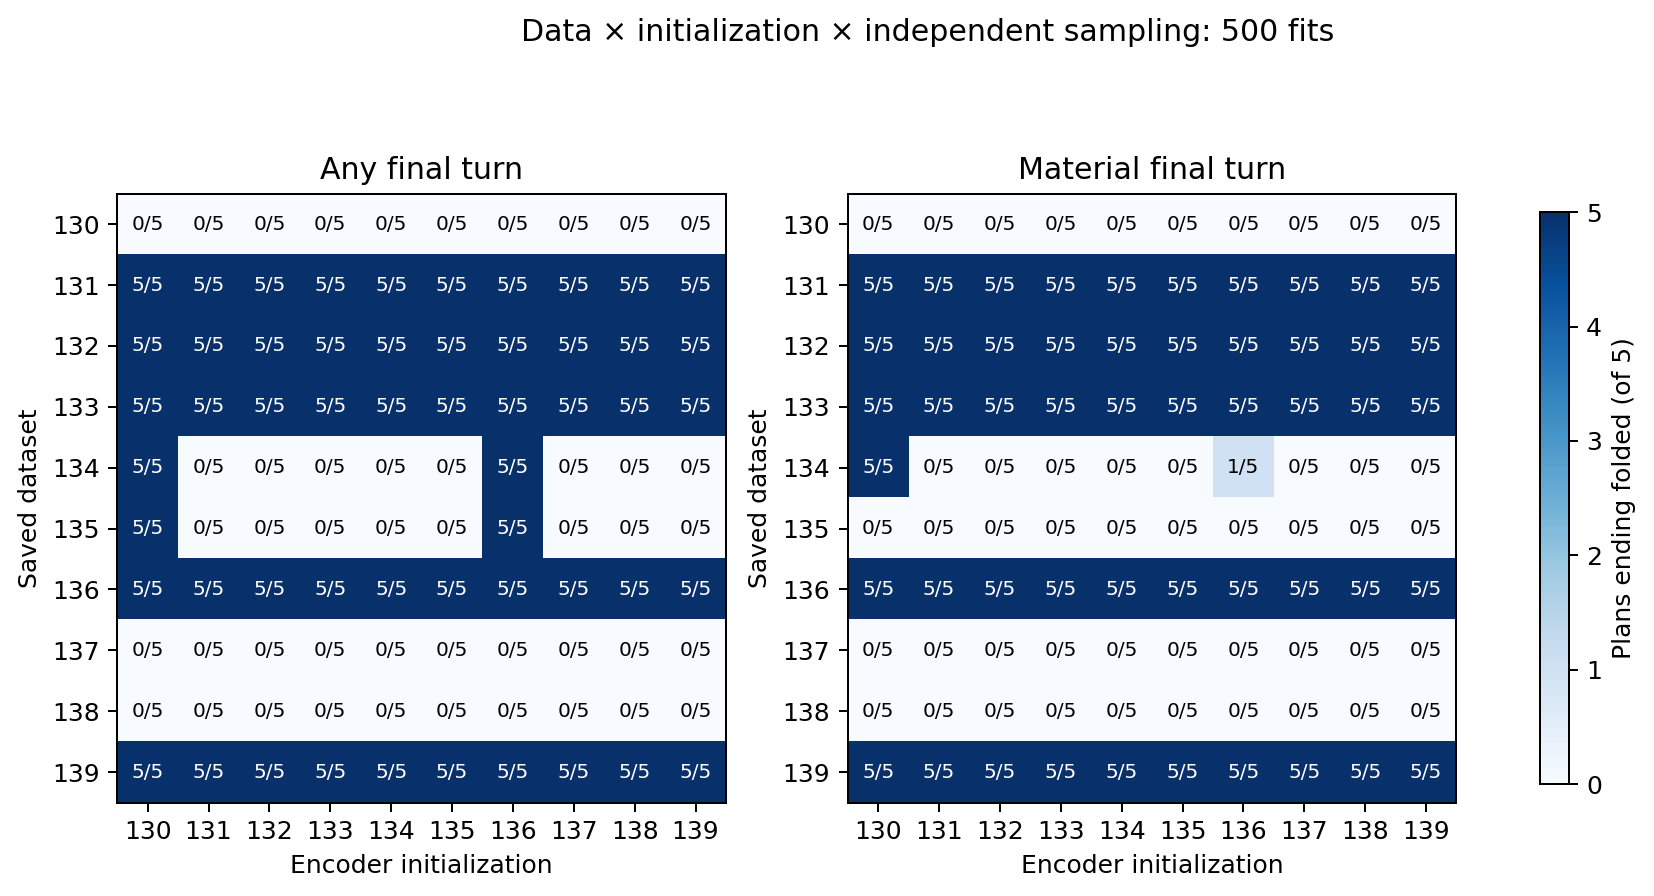 Data × initialization × independent sampling: 500 fits
Any final turn
Saved dataset
130 0/5 0/5 0/5 0/5 0/5 0/5 0/5 0/5 0/5 0/5
131 5/5 5/5 5/5 5/5 5/5 5/5 5/5 5/5 5/5 5/5
132 5/5 5/5 5/5 5/5 5/5 5/5 5/5 5/5 5/5 5/5
133 5/5 5/5 5/5 5/5 5/5 5/5 5/5 5/5 5/5 5/5
134 5/5 0/5 0/5 0/5 0/5 0/5 5/5 0/5 0/5 0/5
135 5/5 0/5 0/5 0/5 0/5 0/5 5/5 0/5 0/5 0/5
136 5/5 5/5 5/5 5/5 5/5 5/5 5/5 5/5 5/5 5/5
137 0/5 0/5 0/5 0/5 0/5 0/5 0/5 0/5 0/5 0/5
138 0/5 0/5 0/5 0/5 0/5 0/5 0/5 0/5 0/5 0/5
139 5/5 5/5 5/5 5/5 5/5 5/5 5/5 5/5 5/5 5/5
130 131 132 133 134 135 136 137 138 139
Encoder initialization
Material final turn
Saved dataset
130 0/5 0/5 0/5 0/5 0/5 0/5 0/5 0/5 0/5 0/5
131 5/5 5/5 5/5 5/5 5/5 5/5 5/5 5/5 5/5 5/5
132 5/5 5/5 5/5 5/5 5/5 5/5 5/5 5/5 5/5 5/5
133 5/5 5/5 5/5 5/5 5/5 5/5 5/5 5/5 5/5 5/5
134 5/5 0/5 0/5 0/5 0/5 0/5 1/5 0/5 0/5 0/5
135 0/5 0/5 0/5 0/5 0/5 0/5 0/5 0/5 0/5 0/5
136 5/5 5/5 5/5 5/5 5/5 5/5 5/5 5/5 5/5 5/5
137 0/5 0/5 0/5 0/5 0/5 0/5 0/5 0/5 0/5 0/5
138 0/5 0/5 0/5 0/5 0/5 0/5 0/5 0/5 0/5 0/5
139 5/5 5/5 5/5 5/5 5/5 5/5 5/5 5/5 5/5 5/5
130 131 132 133 134 135 136 137 138 139
Encoder initialization
5
4
3
2
1
0
Plans ending folded (of 5)